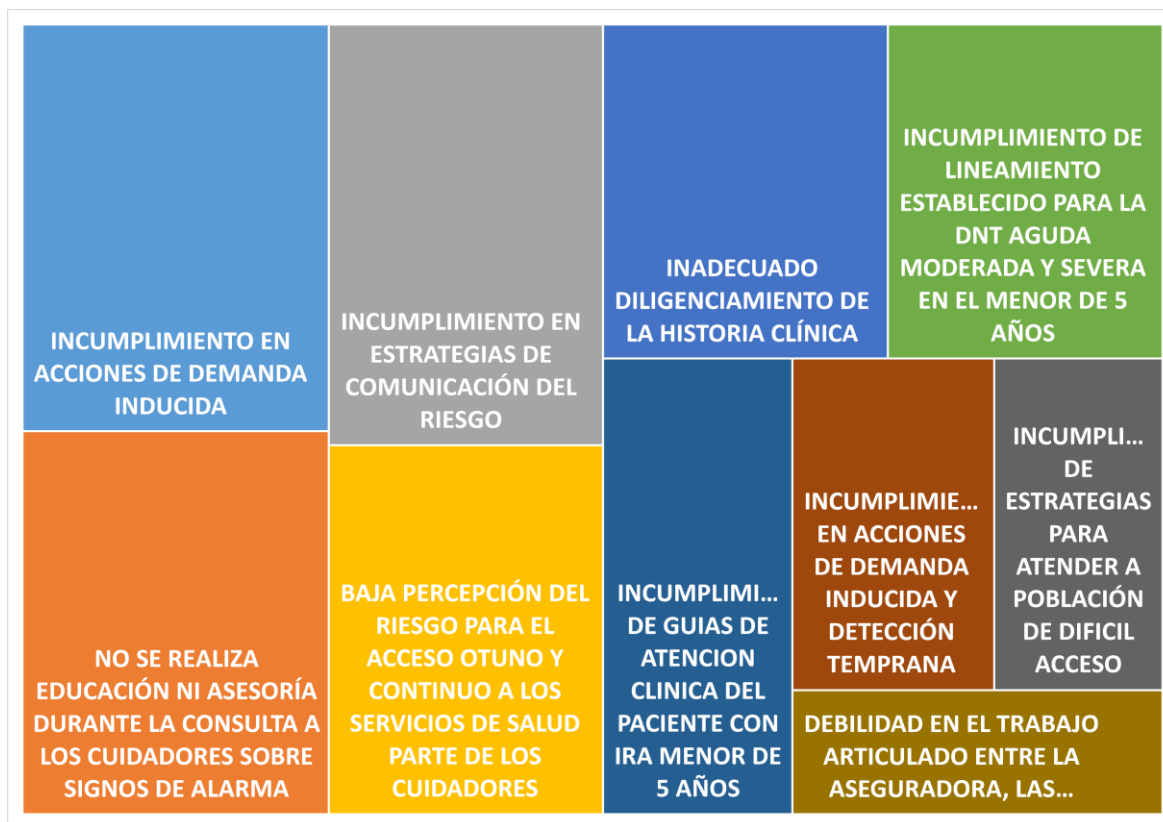 INCUMPLIMIENTO EN
ACCIONES DE DEMANDA
INDUCIDA
NO SE REALIZA
EDUCACIÓN NI ASESORÍA
DURANTE LA CONSULTA A
LOS CUIDADORES SOBRE
SIGNOS DE ALARMA
INCUMPLIMIENTO EN
ESTRATEGIAS DE
COMUNICACIÓN DEL
RIESGO
BAJA PERCEPCIÓN DEL
RIESGO PARA EL
ACCESO OTUNO Y
CONTINUO A LOS
SERVICIOS DE SALUD
PARTE DE LOS
CUIDADORES
INADECUADO
DILIGENCIAMIENTO DE
LA HISTORIA CLÍNICA
INCUMPLIMIENTO DE
LINEAMIENTO
ESTABLECIDO PARA LA
DNT AGUDA
MODERADA Y SEVERA
EN EL MENOR DE 5
AÑOS
INCUMPLIMI...
DE GUIAS DE
ATENCION
CLINICA DEL
PACIENTE CON
IRA MENOR DE
5 AÑOS
INCUMPLIMIE...
EN ACCIONES
DE DEMANDA
INDUCIDA Y
DETECCIÓN
TEMPRANA
INCUMPLI...
DE
ESTRATEGIAS
PARA
ATENDER A
POBLACIÓN
DE DIFICIL
ACCESO
DEBILIDAD EN EL TRABAJO
ARTICULADO ENTRE LA
ASEGURADORA, LAS...